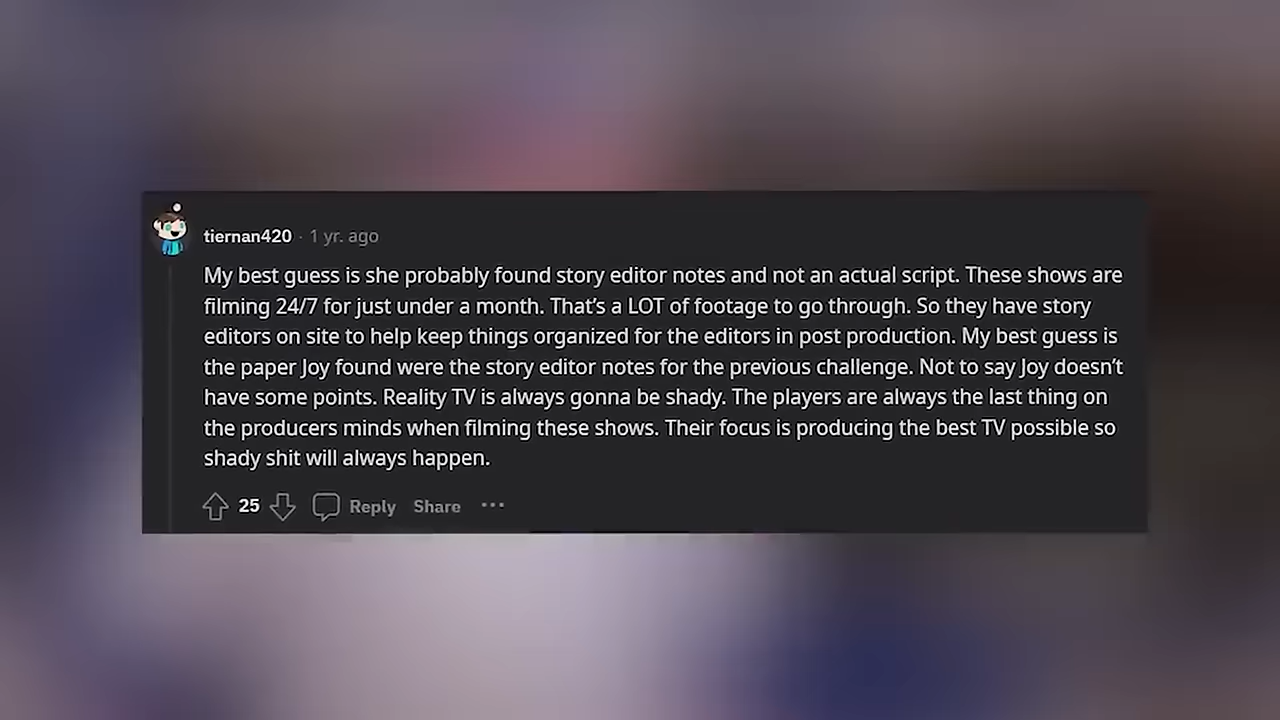 tiernan420 · 1 yr. ago
My best guess is she probably found story editor notes and not an actual script. These shows are
filming 24/7 for just under a month. That’s a LOT of footage to go through. So they have story
editors on site to help keep things organized for the editors in post production. My best guess is
the paper Joy found were the story editor notes for the previous challenge. Not to say Joy doesn’t
have some points. Reality TV is always gonna be shady. The players are always the last thing on
the producers minds when filming these shows. Their focus is producing the best TV possible so
shady shit will always happen.
25 Reply Share ···